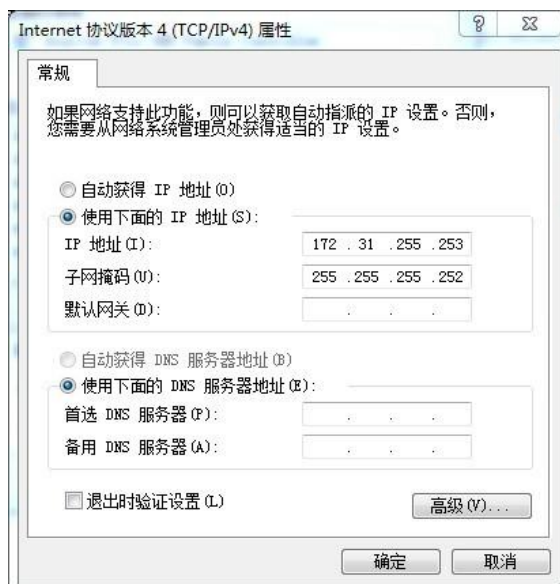 Internet 协议版本 4 (TCP/IPv4) 属性
常规
如果网络支持此功能，则可以获取自动指派的 IP 设置。否则，
您需要从网络系统管理员处获得适当的 IP 设置。
自动获得 IP 地址(O)
使用下面的 IP 地址(S):
IP 地址(I): 172 . 31 .255 .253
子网掩码(U): 255 .255 .255 .252
默认网关(D): . . .
自动获得 DNS 服务器地址(B)
使用下面的 DNS 服务器地址(E):
首选 DNS 服务器(P): . . .
备用 DNS 服务器(A): . . .
退出时验证设置(L)
高级(V)...
确定 取消